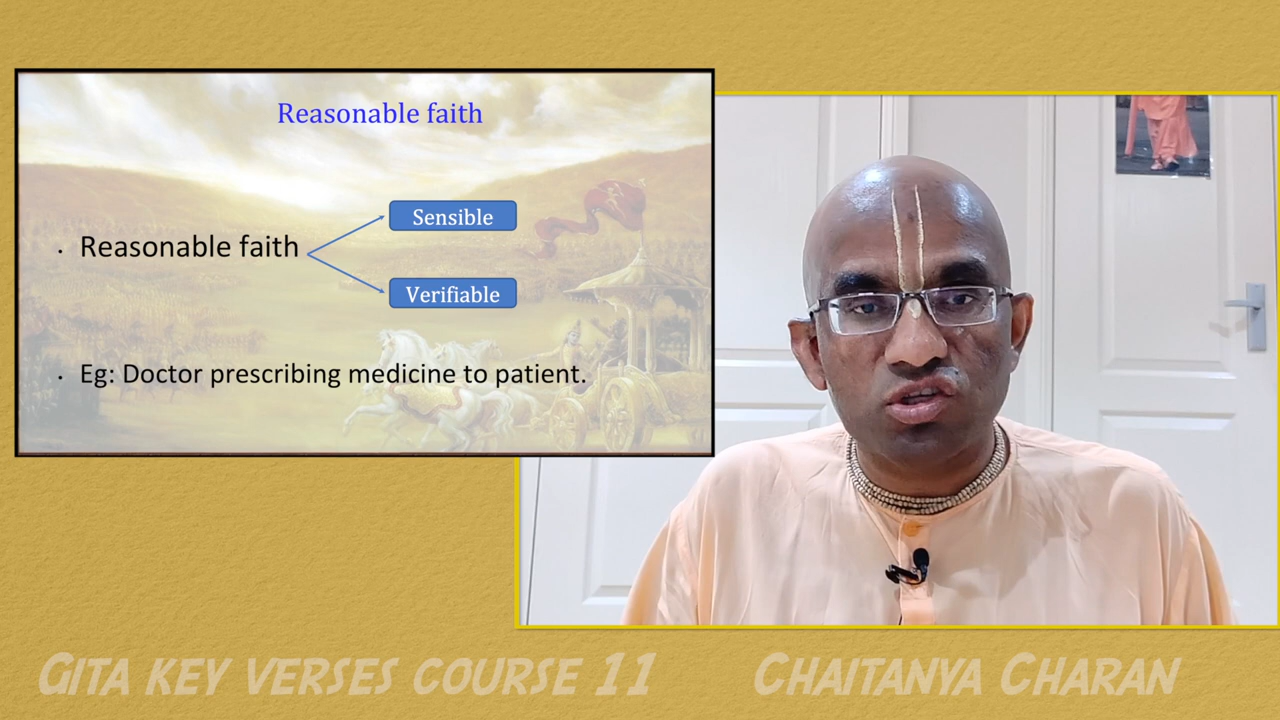 Reasonable faith
Sensible
· Reasonable faith
Verifiable
· Eg: Doctor prescribing medicine to patient.
Gita key verses course 11
Chaitanya Charan